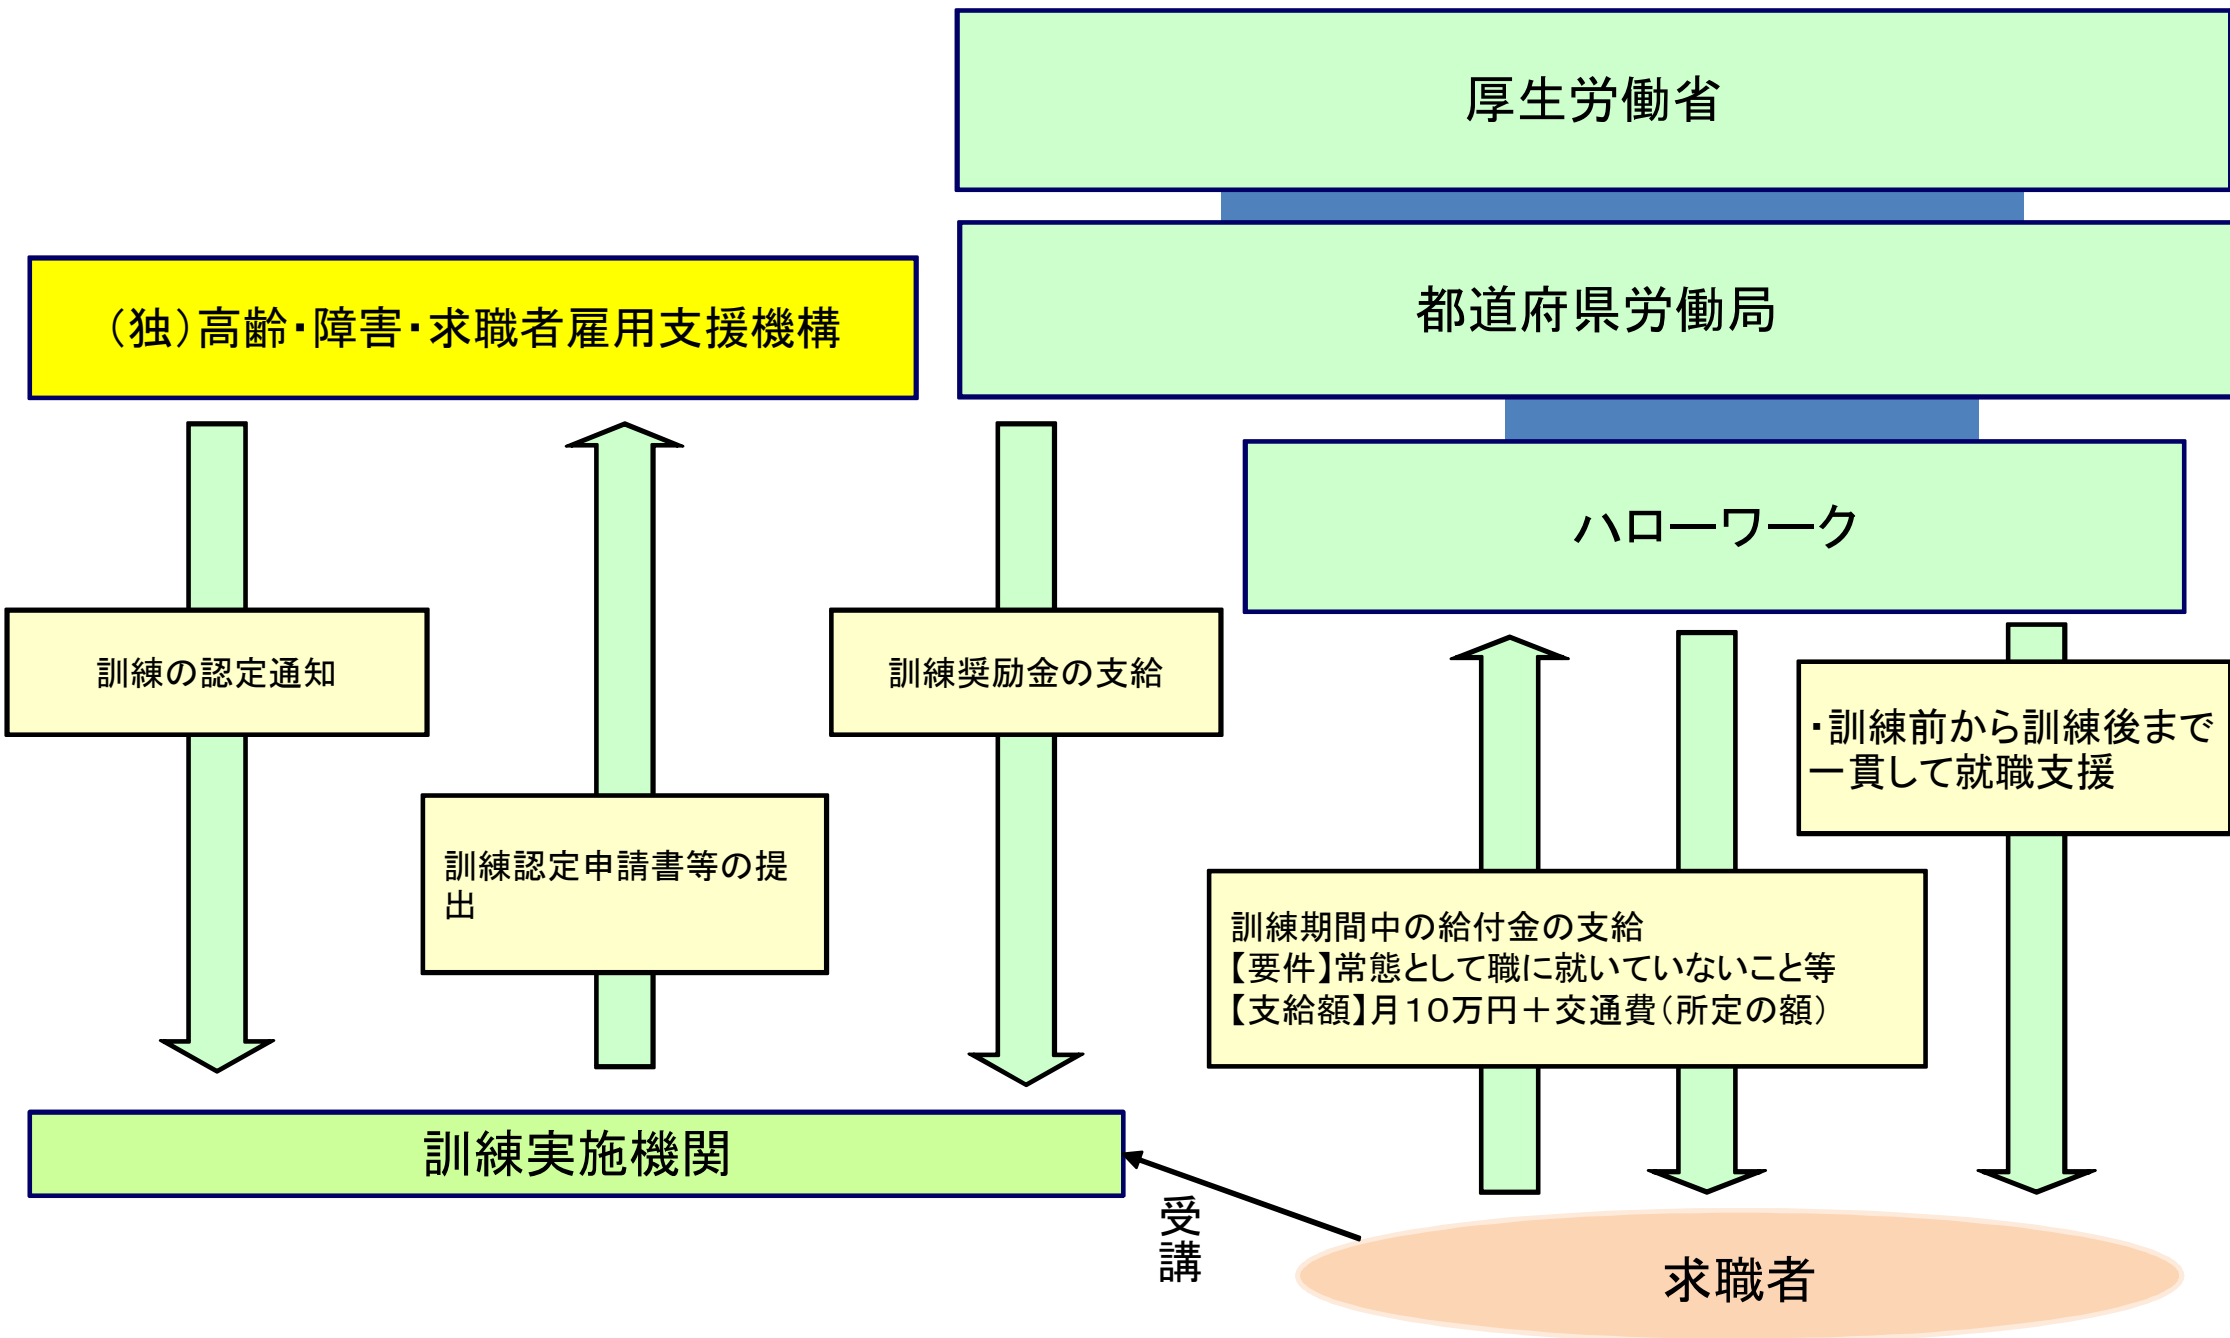 厚生労働省
都道府県労働局
（独）高齢・障害・求職者雇用支援機構
ハローワーク
訓練の認定通知
訓練奨励金の支給
・訓練前から訓練後まで
一貫して就職支援
訓練認定申請書等の提
出
訓練期間中の給付金の支給
【要件】常態として職に就いていないこと等
【支給額】月１０万円＋交通費（所定の額）
訓練実施機関
受講
求職者